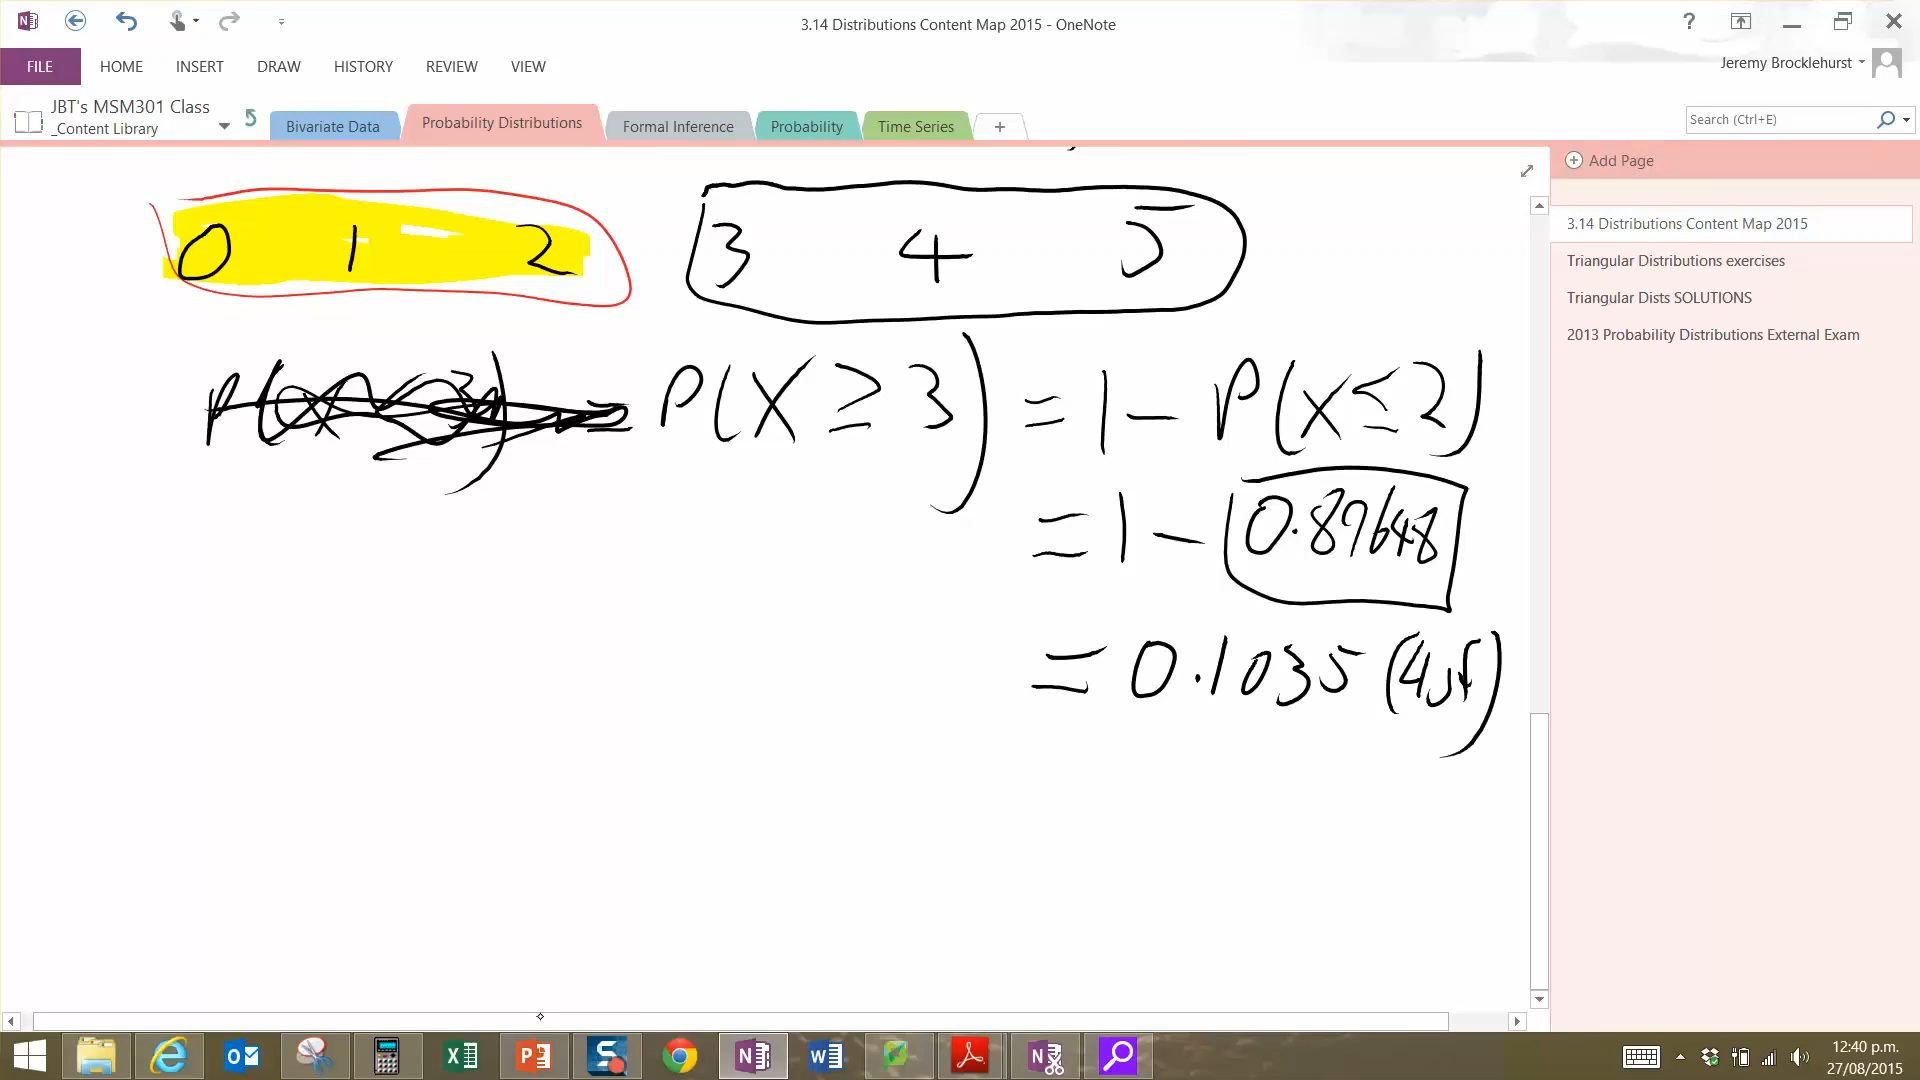 3.14 Distributions Content Map 2015 - OneNote
?
FILE
HOME
INSERT
DRAW
HISTORY
REVIEW
VIEW
Jeremy Brocklehurst
JBT's MSM301 Class
_Content Library
Bivariate Data
Probability Distributions
Formal Inference
Probability
Time Series
+
Search (Ctrl+E)
Add Page
3.14 Distributions Content Map 2015
Triangular Distributions exercises
Triangular Dists SOLUTIONS
2013 Probability Distributions External Exam
0 1 2 3 4 5
P(X ≥ 3) = 1 - P(X ≤ 2)
= 1 - 0.89648
= 0.1035 (4sf)
12:40 p.m.
27/08/2015